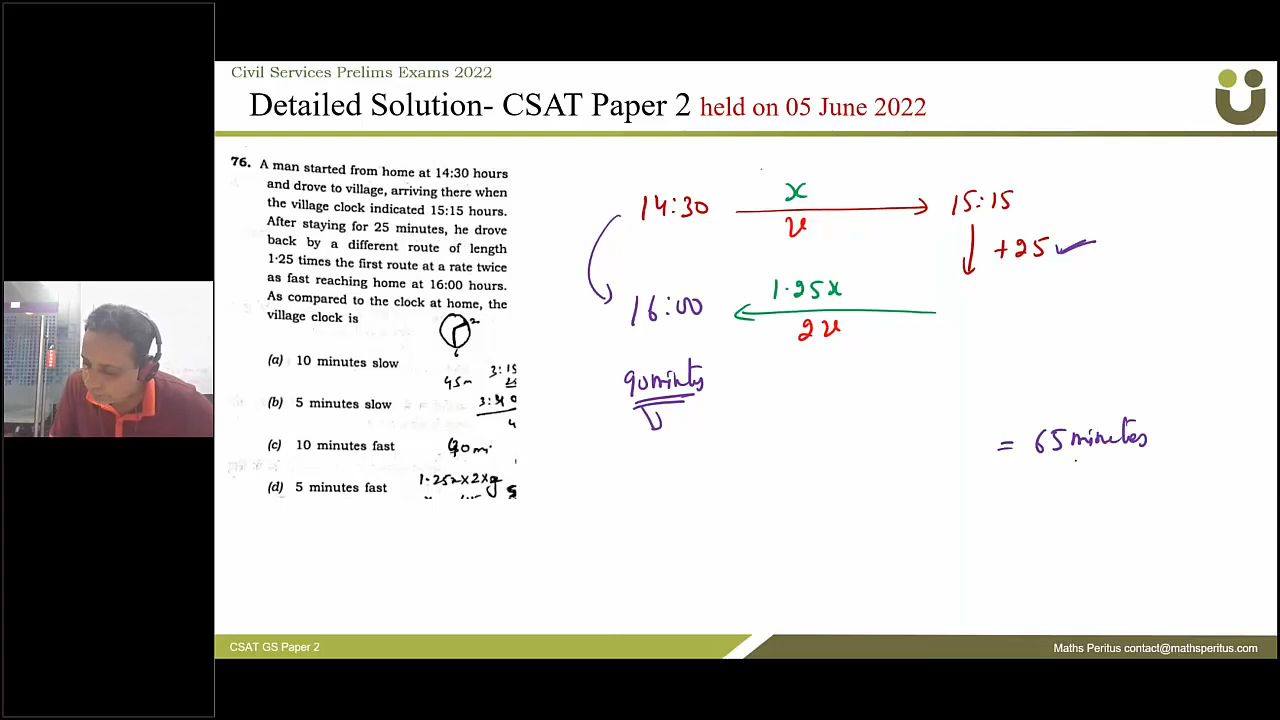 Civil Services Prelims Exams 2022
Detailed Solution- CSAT Paper 2 held on 05 June 2022
76. A man started from home at 14:30 hours
and drove to village, arriving there when
the village clock indicated 15:15 hours.
After staying for 25 minutes, he drove
back by a different route of length
1·25 times the first route at a rate twice
as fast reaching home at 16:00 hours.
As compared to the clock at home, the
village clock is
(a) 10 minutes slow
(b) 5 minutes slow
(c) 10 minutes fast
(d) 5 minutes fast
45m
3:15
14:30
x
v
15:15
+25
16:00
1.25x
2v
90 minutes
= 65 minutes
CSAT GS Paper 2
Maths Peritus contact@mathsperitus.com